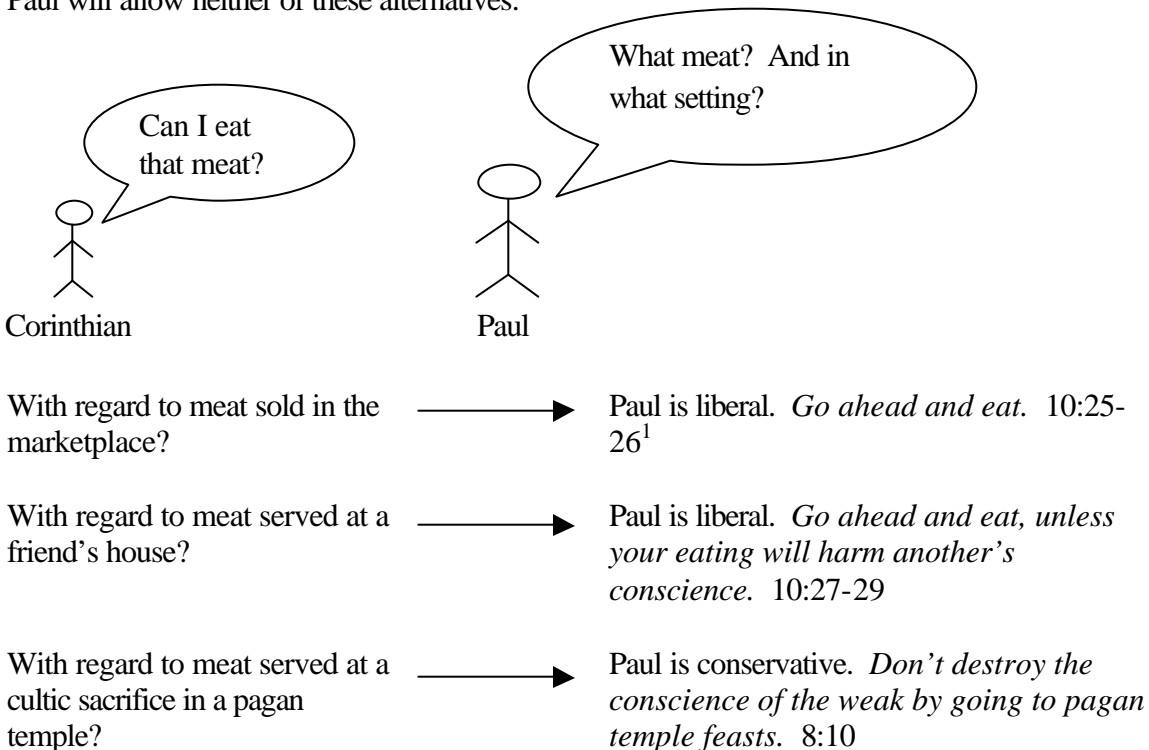 Paul will allow neither of these alternatives.
What meat? And in
what setting?
Can I eat
that meat?
Corinthian
Paul
With regard to meat sold in the
marketplace?
Paul is liberal. Go ahead and eat. 10:25-
26¹
With regard to meat served at a
friend's house?
Paul is liberal. Go ahead and eat, unless
your eating will harm another's
conscience. 10:27-29
With regard to meat served at a
cultic sacrifice in a pagan
temple?
Paul is conservative. Don't destroy the
conscience of the weak by going to pagan
temple feasts. 8:10